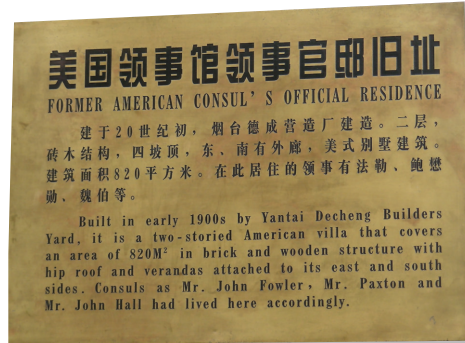 美国领事馆领事官邸旧址
FORMER AMERICAN CONSUL'S OFFICIAL RESIDENCE
建于20世纪初，烟台德成营造厂建造。二层，
砖木结构，四坡顶，东、南有外廊，美式别墅建筑。
建筑面积820平方米。在此居住的领事有法勒、鲍懋
勋、魏伯等。
Built in early 1900s by Yantai Decheng Builders
Yard, it is a two-storied American villa that covers
an area of 820M² in brick and wooden structure with
hip roof and verandas attached to its east and south
sides. Consuls as Mr. John Fowler, Mr. Paxton and
Mr. John Hall had lived here accordingly.